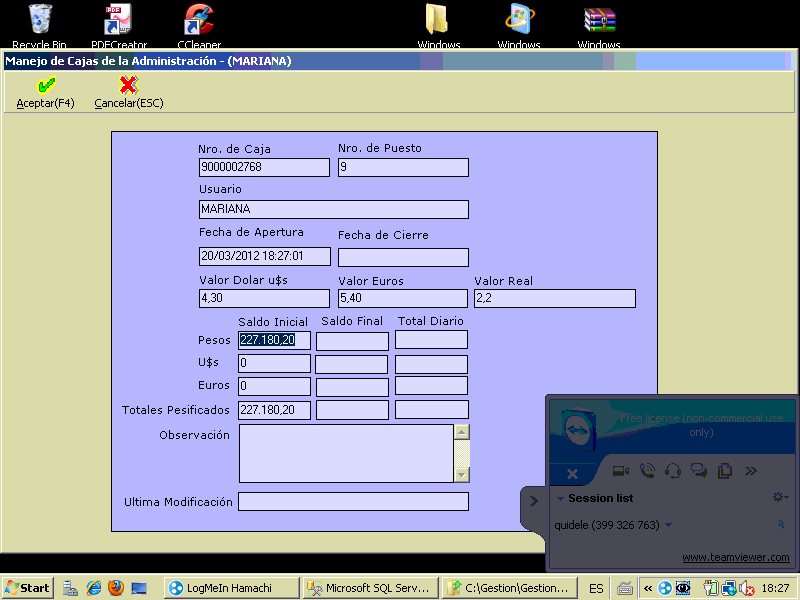 Recycle Bin PDFCreator CCleaner Windows Windows Windows
Manejo de Cajas de la Administración - (MARIANA)
Aceptar(F4) Cancelar(ESC)
Nro. de Caja Nro. de Puesto
9000002768 9
Usuario
MARIANA
Fecha de Apertura Fecha de Cierre
20/03/2012 18:27:01
Valor Dolar u$s Valor Euros Valor Real
4,30 5,40 2,2
Saldo Inicial Saldo Final Total Diario
Pesos 227.180,20
U$s 0
Euros 0
Totales Pesificados 227.180,20
Observación
Ultima Modificación
Free license (non-commercial use
only)
Session list
quidele (399 326 763)
www.teamviewer.com
Start LogMeIn Hamachi Microsoft SQL Serv... C:\Gestion\Gestion... ES 18:27